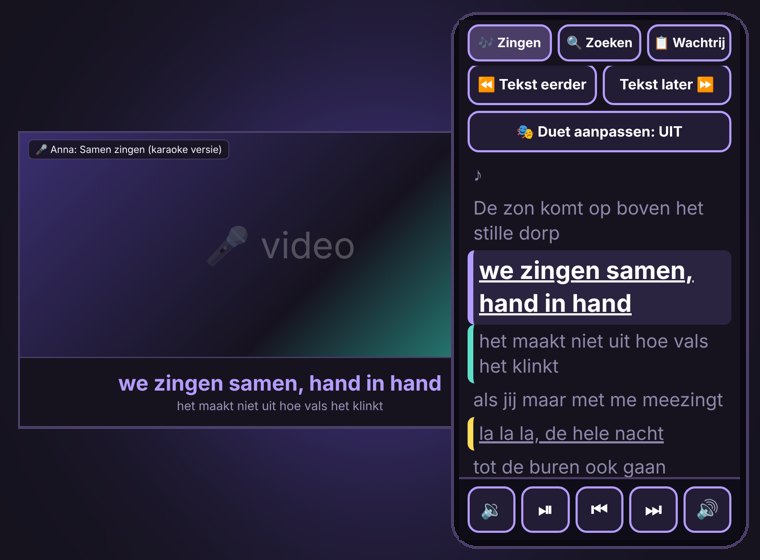 Anna: Samen zingen (karaoke versie)
video
we zingen samen, hand in hand
het maakt niet uit hoe vals het klinkt
Zingen
Zoeken
Wachtrij
Tekst eerder
Tekst later
Duet aanpassen: UIT
♪
De zon komt op boven het
stille dorp
we zingen samen,
hand in hand
het maakt niet uit hoe vals
het klinkt
als jij maar met me meezingt
la la la, de hele nacht
tot de buren ook gaan